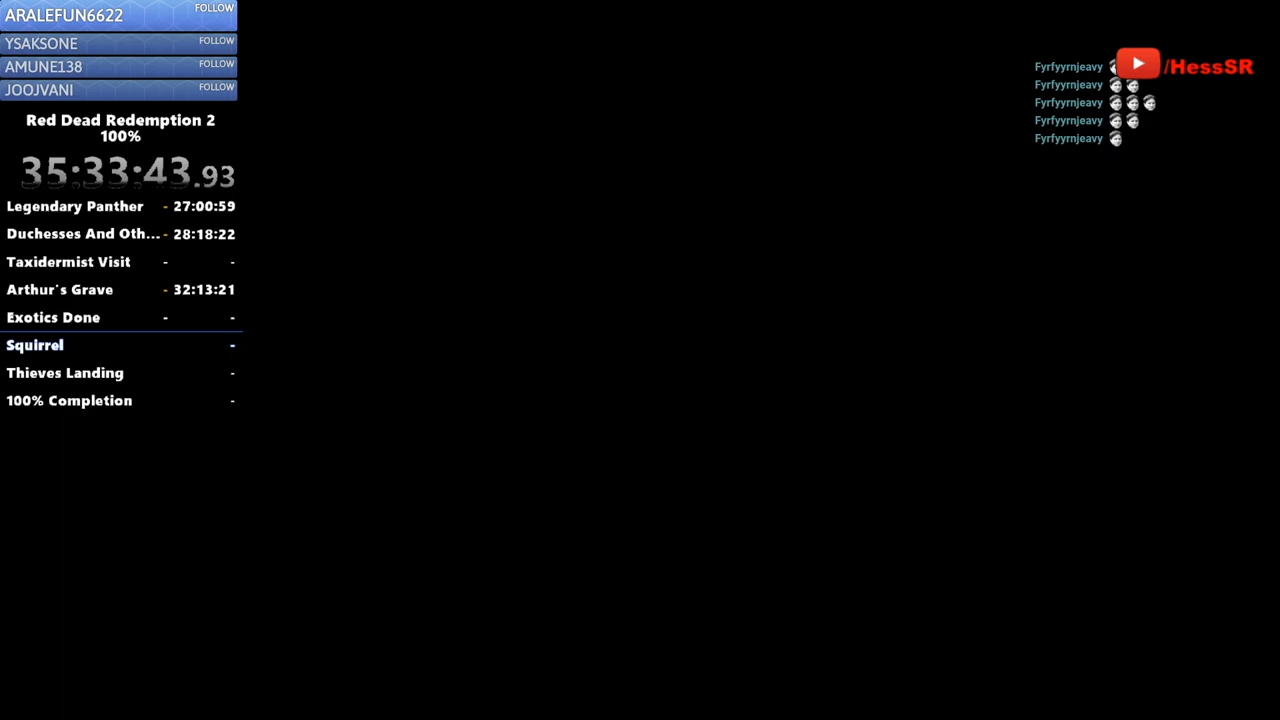 ARALEFUN6622 FOLLOW
YSAKSONE FOLLOW
AMUNE138 FOLLOW
JOOJVANI FOLLOW
Red Dead Redemption 2
100%
35:33:43.93
Legendary Panther - 27:00:59
Duchesses And Oth... - 28:18:22
Taxidermist Visit - -
Arthur's Grave - 32:13:21
Exotics Done - -
Squirrel -
Thieves Landing -
100% Completion -
/HessSR
Fyrfyyrnjeavy
Fyrfyyrnjeavy
Fyrfyyrnjeavy
Fyrfyyrnjeavy
Fyrfyyrnjeavy